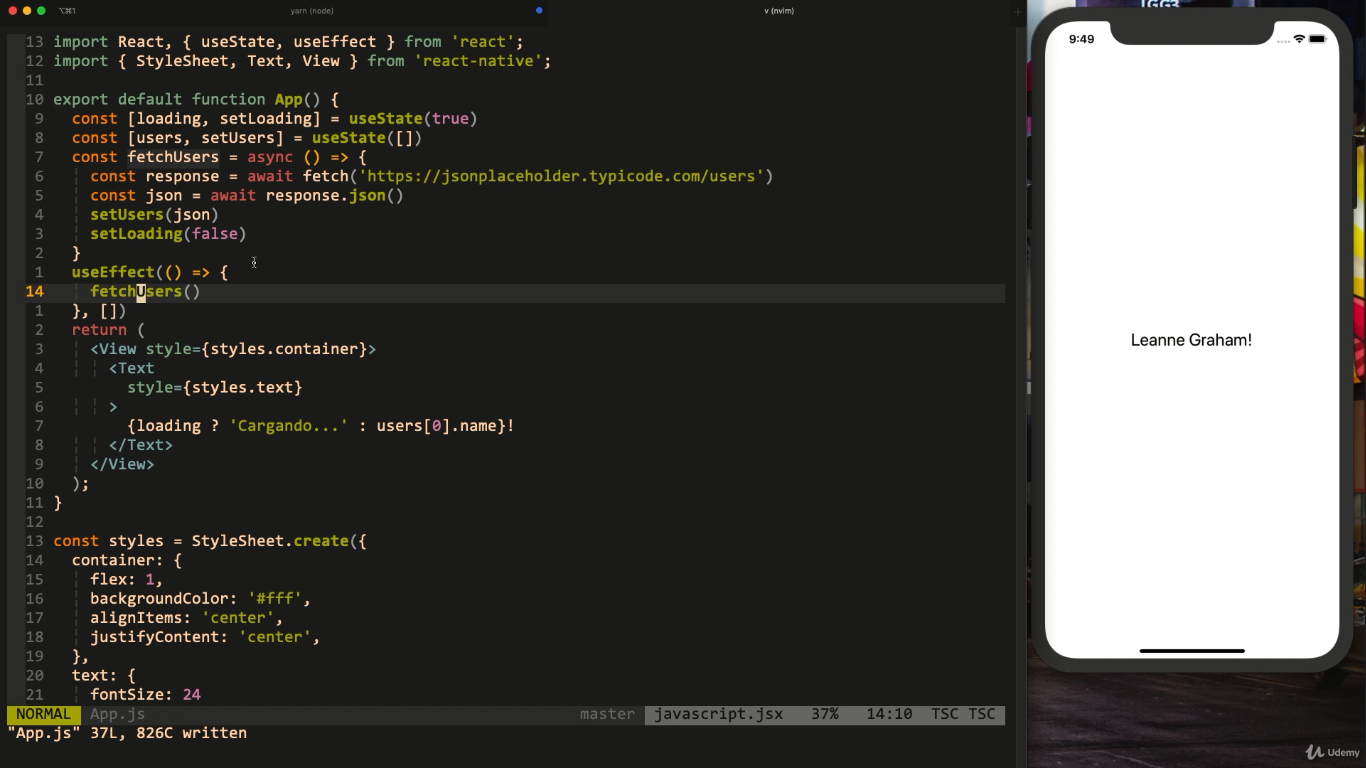 ⌥⌘1 yarn (node) v (nvim) +
13 import React, { useState, useEffect } from 'react';
12 import { StyleSheet, Text, View } from 'react-native';
11
10 export default function App() {
9 const [loading, setLoading] = useState(true)
8 const [users, setUsers] = useState([])
7 const fetchUsers = async () => {
6 const response = await fetch('https://jsonplaceholder.typicode.com/users')
5 const json = await response.json()
4 setUsers(json)
3 setLoading(false)
2 }
1 useEffect(() => {
14 fetchUsers()
1 }, [])
2 return (
3 <View style={styles.container}>
4 <Text
5 style={styles.text}
6 >
7 {loading ? 'Cargando...' : users[0].name}!
8 </Text>
9 </View>
10 );
11 }
12
13 const styles = StyleSheet.create({
14 container: {
15 flex: 1,
16 backgroundColor: '#fff',
17 alignItems: 'center',
18 justifyContent: 'center',
19 },
20 text: {
21 fontSize: 24
NORMAL App.js master javascript.jsx 37% 14:10 TSC TSC
"App.js" 37L, 826C written
9:49
Leanne Graham!
Udemy